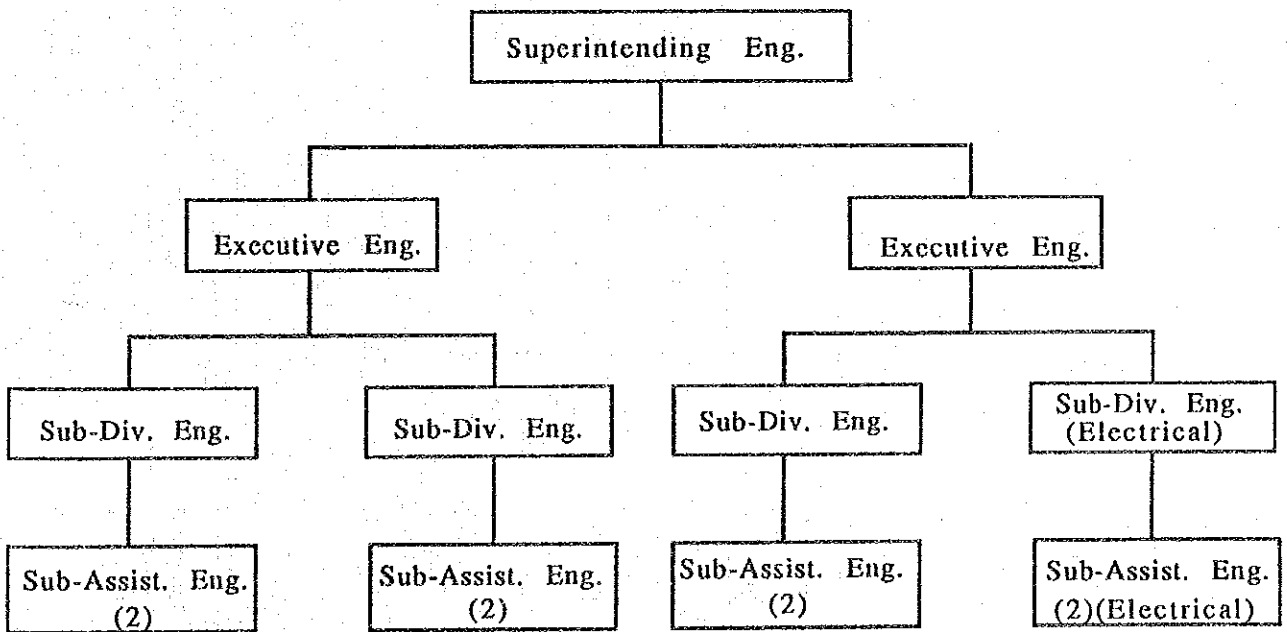 Superintending Eng.
Executive Eng.
Executive Eng.
Sub-Div. Eng.
Sub-Div. Eng.
Sub-Div. Eng.
Sub-Div. Eng.
(Electrical)
Sub-Assist. Eng.
(2)
Sub-Assist. Eng.
(2)
Sub-Assist. Eng.
(2)
Sub-Assist. Eng.
(2)(Electrical)